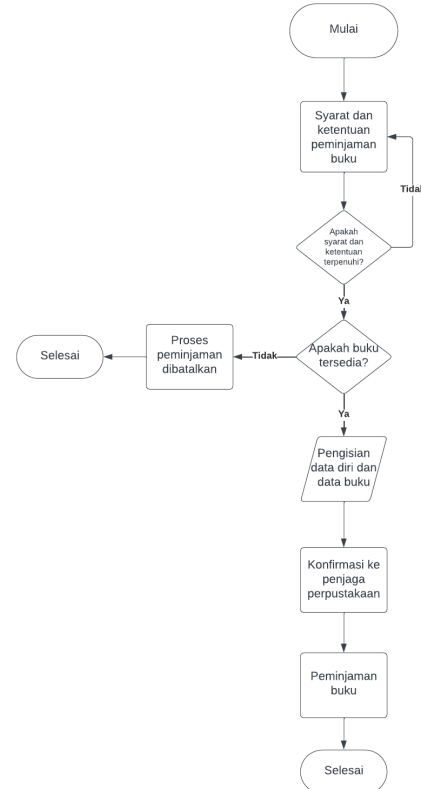 Mulai
Syarat dan
ketentuan
peminjaman
buku
Apakah
syarat dan
ketentuan
terpenuhi?
Ya
Apakah buku
tersedia?
Tidak
Proses
peminjaman
dibatalkan
Selesai
Ya
Pengisian
data diri dan
data buku
Konfirmasi ke
penjaga
perpustakaan
Peminjaman
buku
Selesai